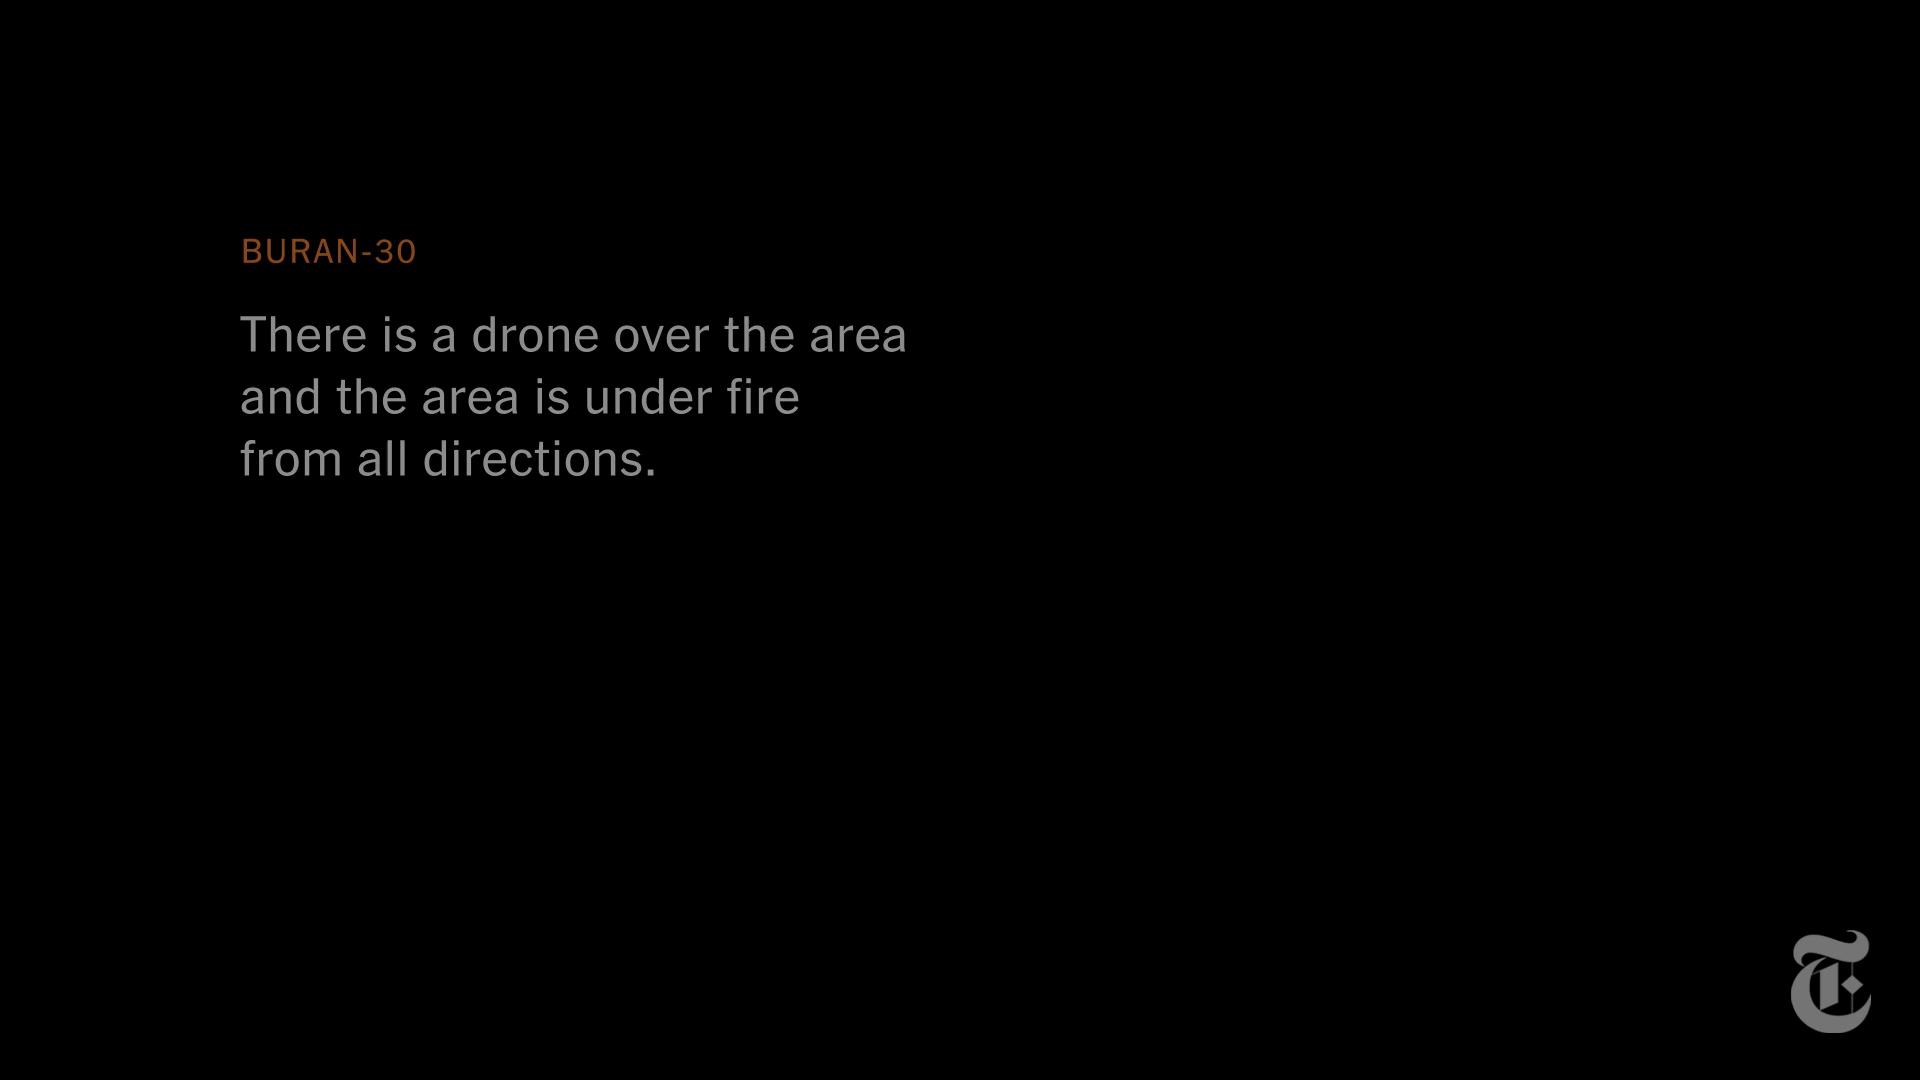 BURAN-30
There is a drone over the area
and the area is under fire
from all directions.
T